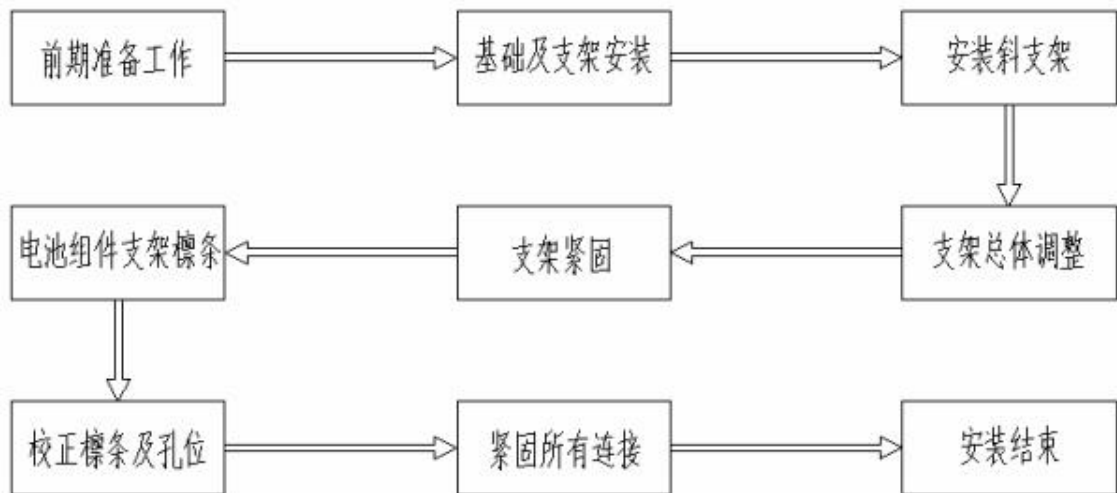 前期准备工作
基础及支架安装
安装斜支架
支架总体调整
支架紧固
电池组件支架檩条
校正檩条及孔位
紧固所有连接
安装结束